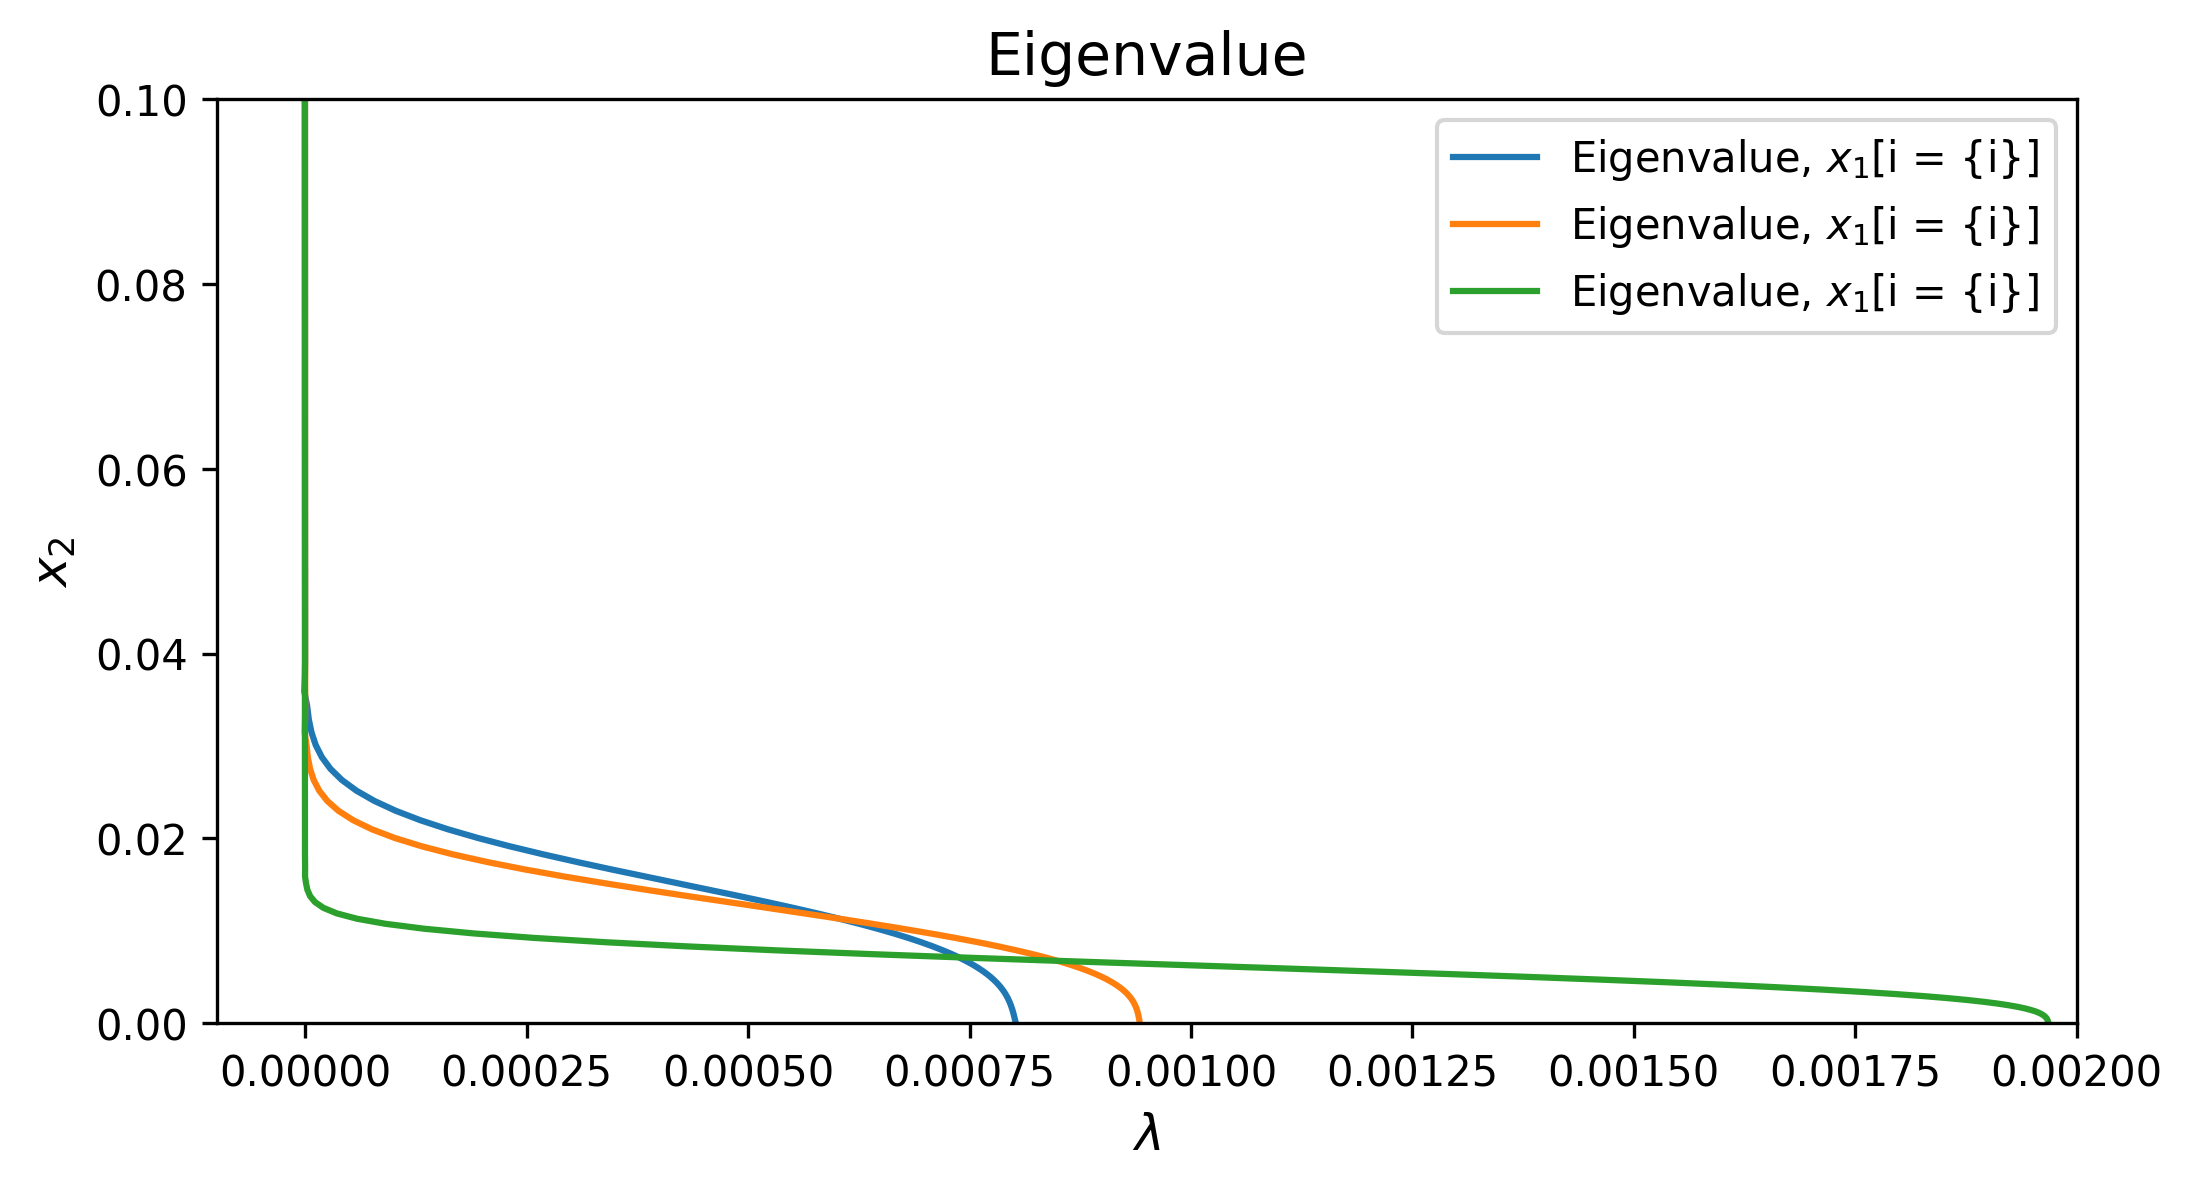 Eigenvalue
0.10
0.08
0.06
0.04
0.02
0.00
x₂
Eigenvalue, x₁[i = {i}]
Eigenvalue, x₁[i = {i}]
Eigenvalue, x₁[i = {i}]
0.00000 0.00025 0.00050 0.00075 0.00100 0.00125 0.00150 0.00175 0.00200
λ